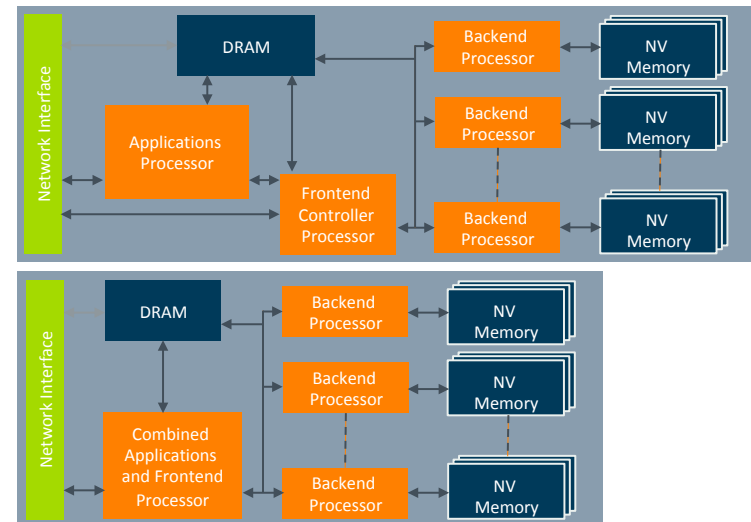 Network Interface
DRAM
Applications
Processor
Frontend
Controller
Processor
Backend
Processor
NV
Memory
Backend
Processor
NV
Memory
Backend
Processor
NV
Memory
Network Interface
DRAM
Combined
Applications
and Frontend
Processor
Backend
Processor
NV
Memory
Backend
Processor
NV
Memory
Backend
Processor
NV
Memory